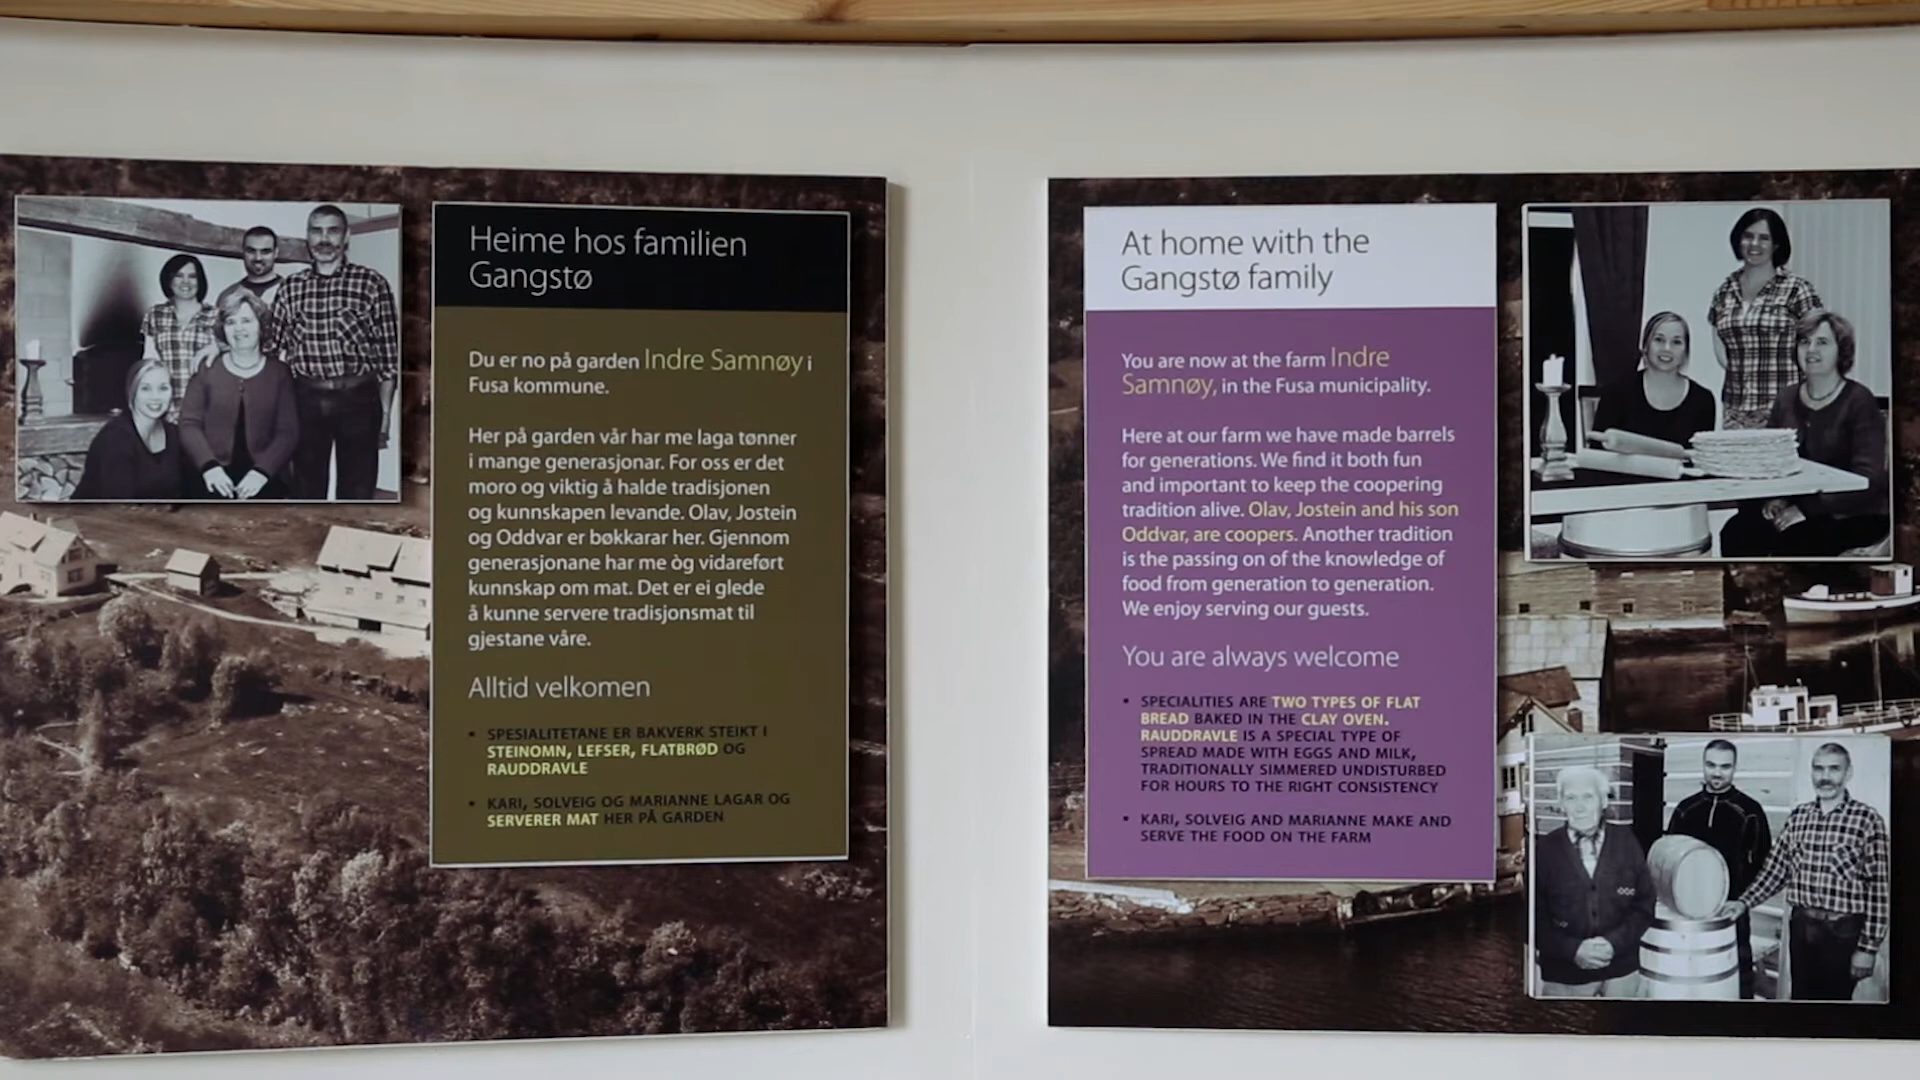 Heime hos familien
Gangstø
Du er no på garden Indre Samnøy i
Fusa kommune.
Her på garden vår har me laga tønner
i mange generasjonar. For oss er det
moro og viktig å halde tradisjonen
og kunnskapen levande. Olav, Jostein
og Oddvar er bøkkarar her. Gjennom
generasjonane har me òg vidareført
kunnskap om mat. Det er ei glede
å kunne servere tradisjonsmat til
gjestane våre.
Alltid velkomen
• SPESIALITETANE ER BAKVERK STEIKT I
STEINOMN, LEFSER, FLATBRØD OG
RAUDDRAVLE
• KARI, SOLVEIG OG MARIANNE LAGAR OG
SERVERER MAT HER PÅ GARDEN
At home with the
Gangstø family
You are now at the farm Indre
Samnøy, in the Fusa municipality.
Here at our farm we have made barrels
for generations. We find it both fun
and important to keep the coopering
tradition alive. Olav, Jostein and his son
Oddvar, are coopers. Another tradition
is the passing on of the knowledge of
food from generation to generation.
We enjoy serving our guests.
You are always welcome
• SPECIALITIES ARE TWO TYPES OF FLAT
BREAD BAKED IN THE CLAY OVEN.
RAUDDRAVLE IS A SPECIAL TYPE OF
SPREAD MADE WITH EGGS AND MILK,
TRADITIONALLY SIMMERED UNDISTURBED
FOR HOURS TO THE RIGHT CONSISTENCY
• KARI, SOLVEIG AND MARIANNE MAKE AND
SERVE THE FOOD ON THE FARM